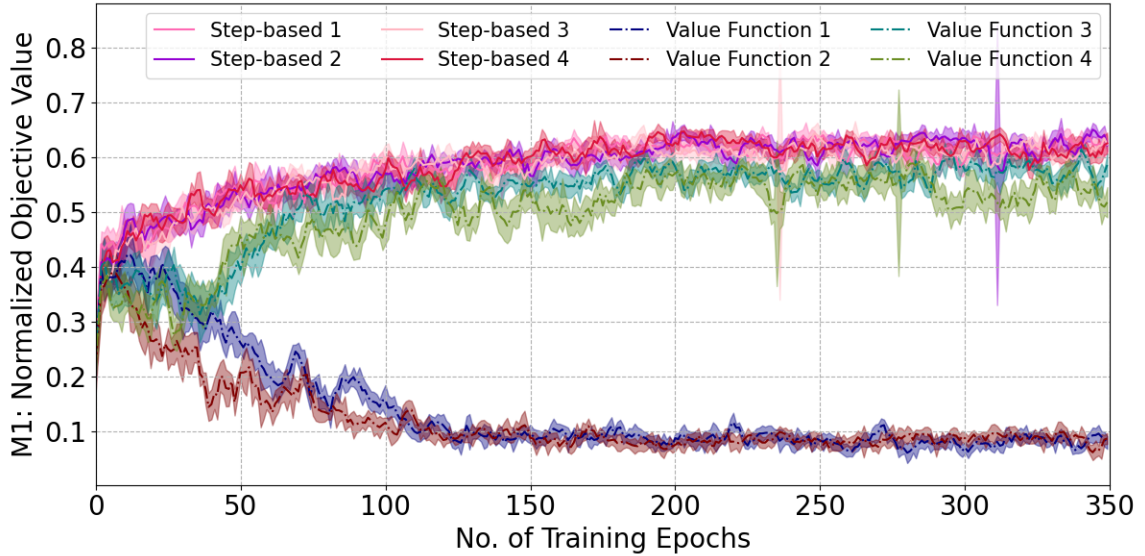 M1: Normalized Objective Value
0.8
0.7
0.6
0.5
0.4
0.3
0.2
0.1
Step-based 1
Step-based 2
Step-based 3
Step-based 4
Value Function 1
Value Function 2
Value Function 3
Value Function 4
0 50 100 150 200 250 300 350
No. of Training Epochs